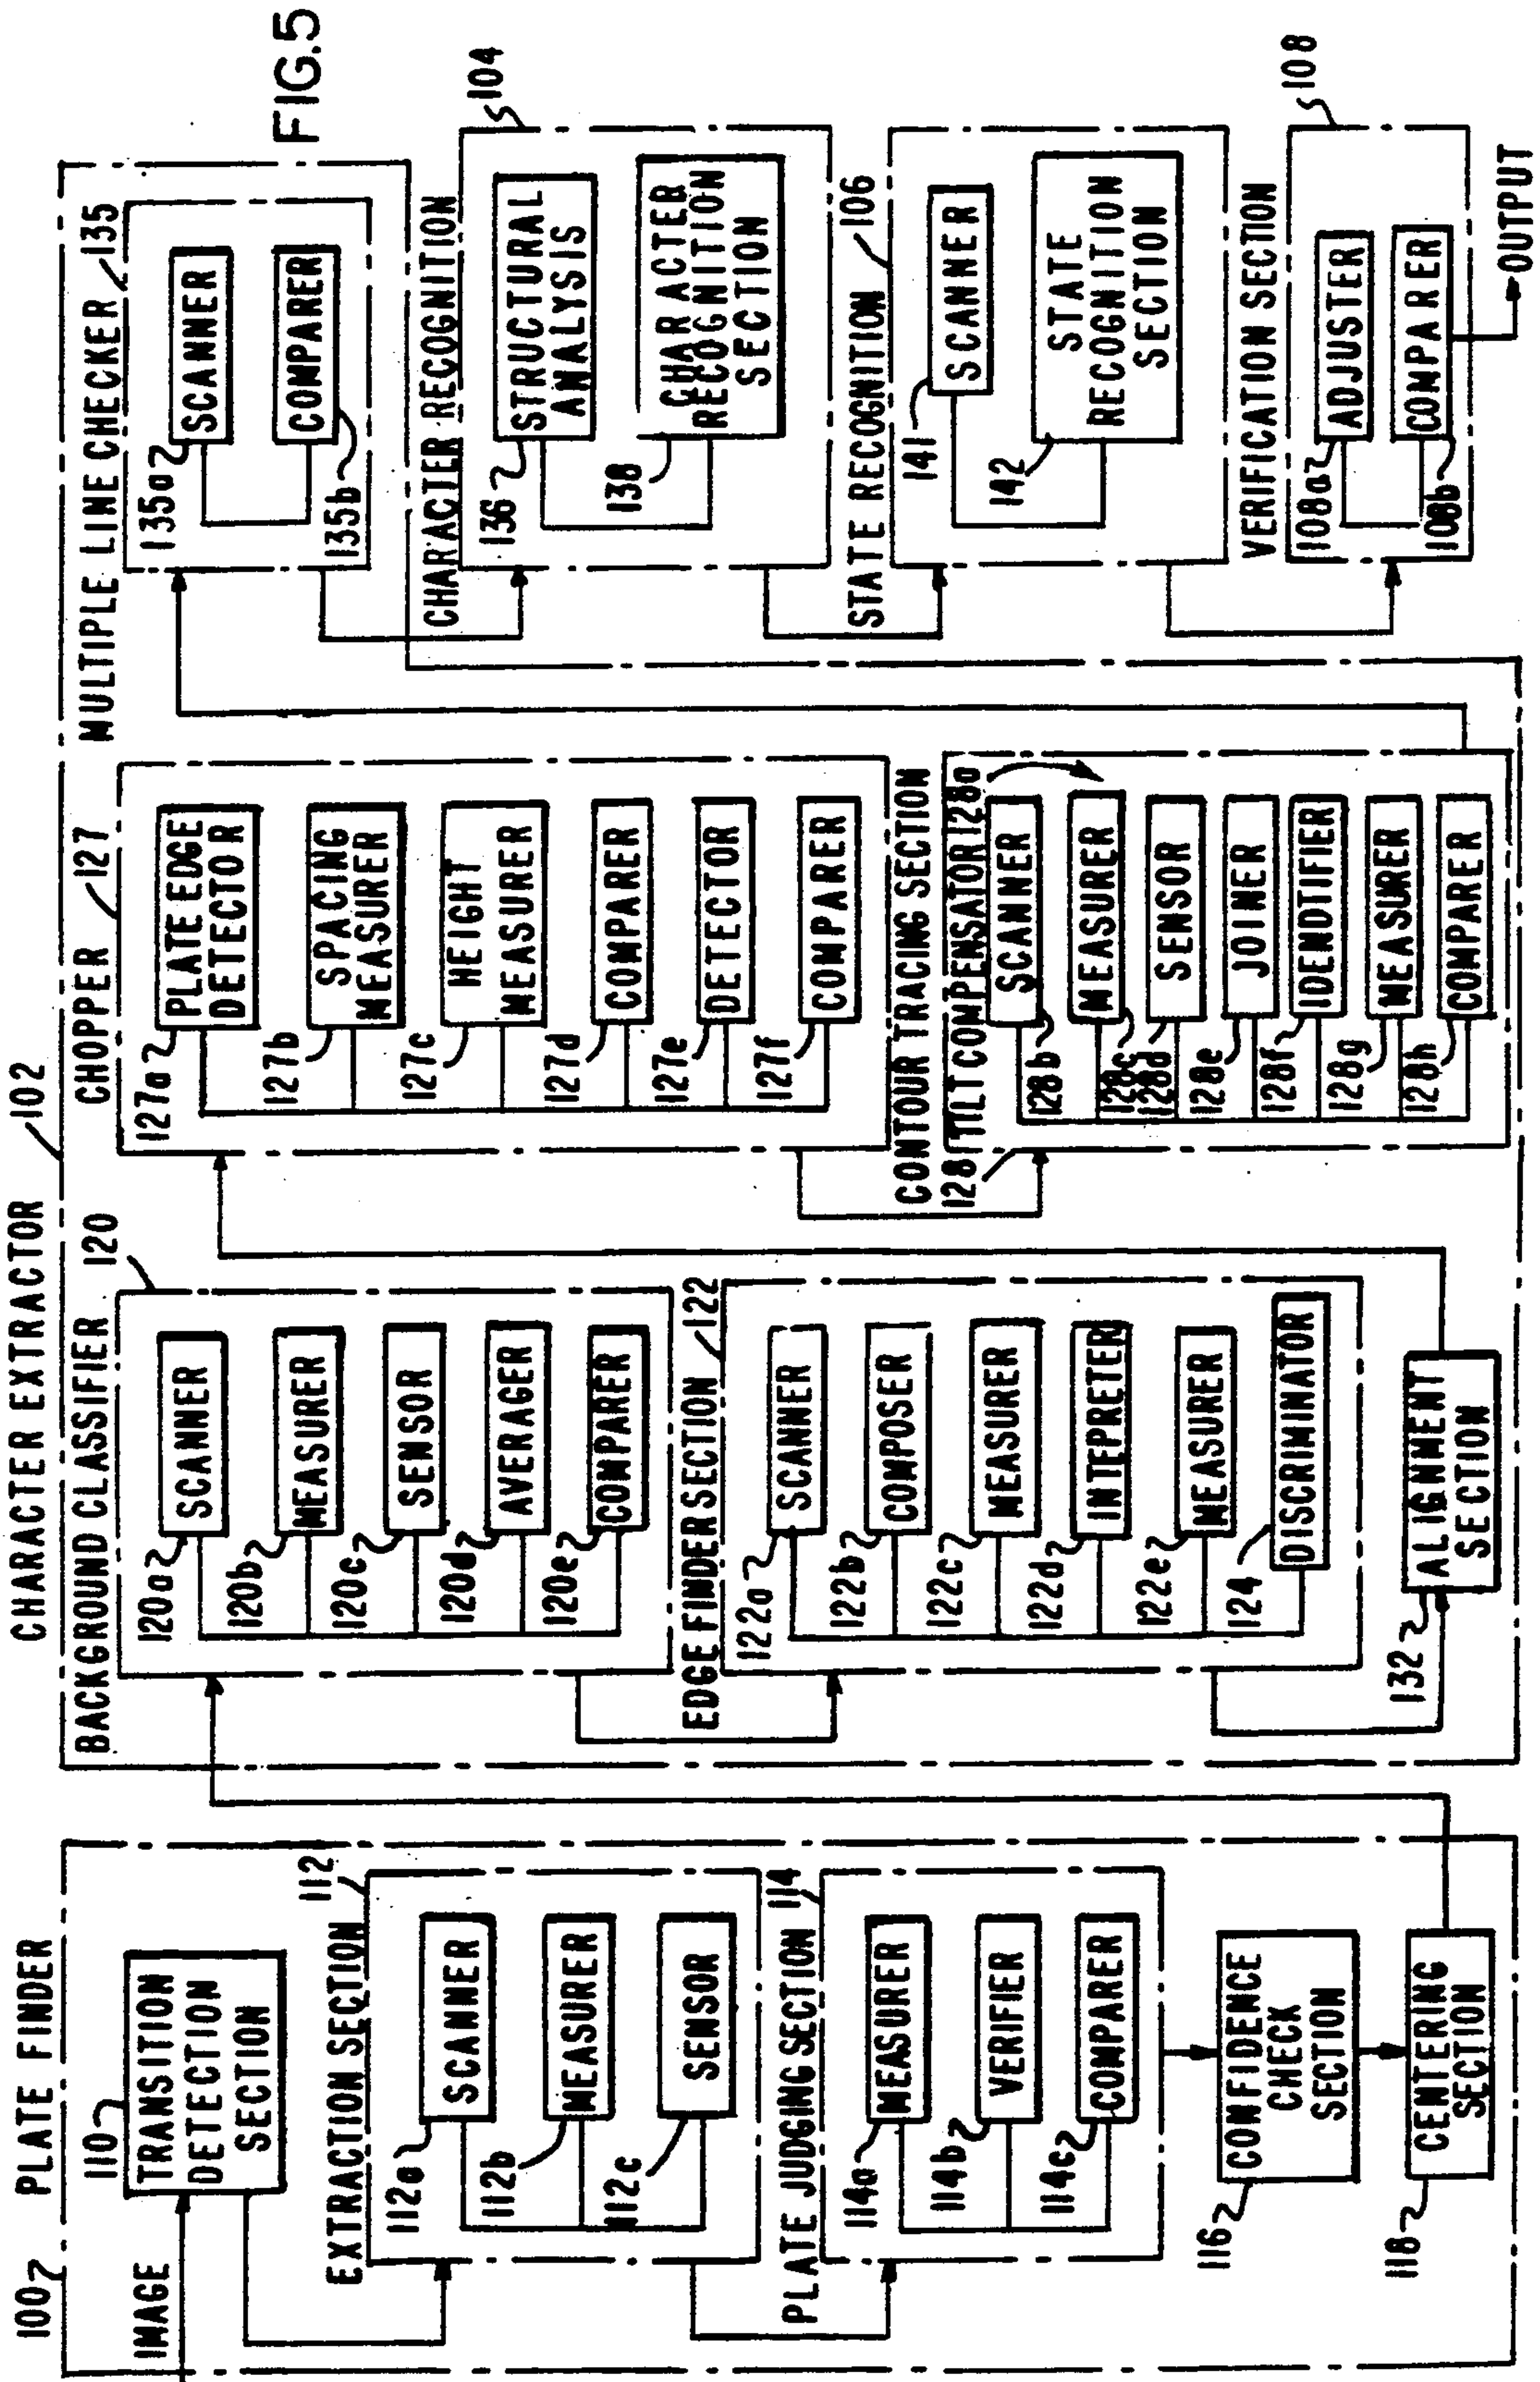 FIG.5
100
PLATE FINDER
IMAGE
110
TRANSITION
DETECTION
SECTION
EXTRACTION SECTION
112
112a
SCANNER
112b
MEASURER
112c
SENSOR
PLATE JUDGING SECTION
114
114a
MEASURER
114b
VERIFIER
114c
COMPARER
116
CONFIDENCE
CHECK
SECTION
118
CENTERING
SECTION
CHARACTER EXTRACTOR
102
BACKGROUND CLASSIFIER
120
120a
SCANNER
120b
MEASURER
120c
SENSOR
120d
AVERAGER
120e
COMPARER
EDGE FINDER SECTION
122
122a
SCANNER
122b
COMPOSER
122c
MEASURER
122d
INTEPRETER
122e
MEASURER
124
DISCRIMINATOR
132
ALIGNMENT
SECTION
CHOPPER
127
127a
PLATE EDGE
DETECTOR
127b
SPACING
MEASURER
127c
HEIGHT
MEASURER
127d
COMPARER
127e
DETECTOR
127f
COMPARER
CONTOUR TRACING SECTION
128
TILT COMPENSATOR 128a
128b
SCANNER
128c
MEASURER
128d
SENSOR
128e
JOINER
128f
IDENDTIFIER
128g
MEASURER
128h
COMPARER
MULTIPLE LINE CHECKER
135
135a
SCANNER
135b
COMPARER
CHARACTER RECOGNITION
104
136
STRUCTURAL
ANALYSIS
138
CHARACTER
RECOGNITION
SECTION
STATE RECOGNITION
106
141
SCANNER
142
STATE
RECOGNITION
SECTION
VERIFICATION SECTION
108
108a
ADJUSTER
108b
COMPARER
OUTPUT